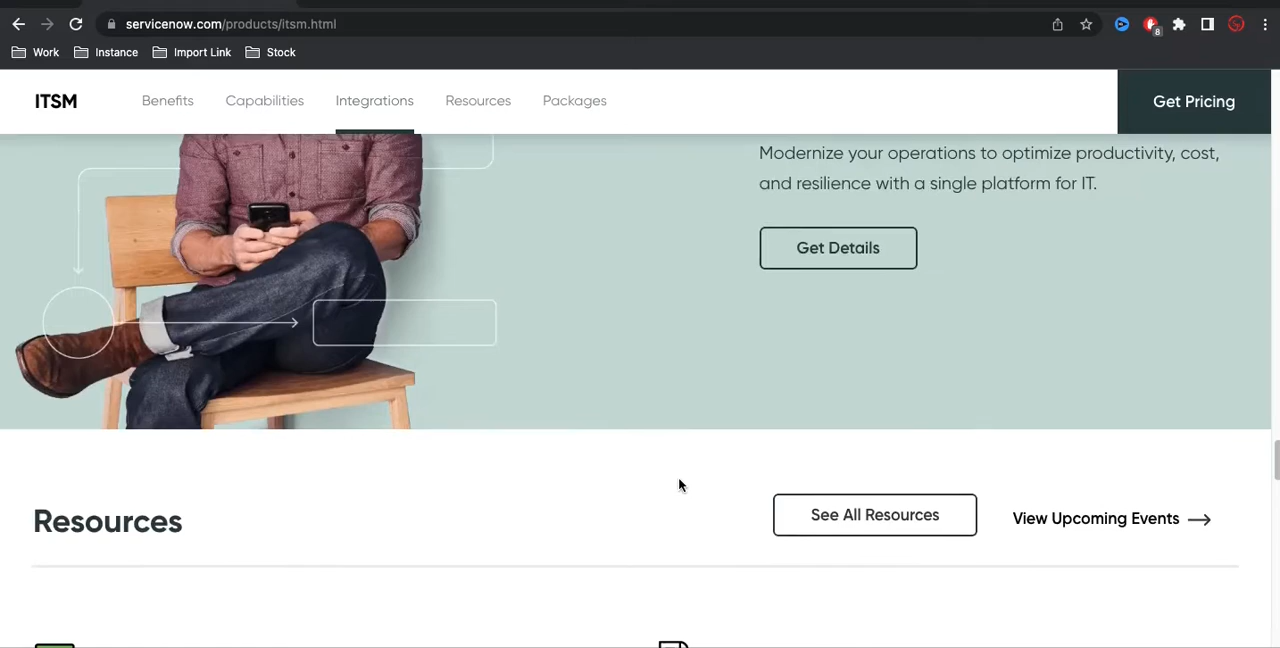 servicenow.com/products/itsm.html
8
Work Instance Import Link Stock
ITSM Benefits Capabilities Integrations Resources Packages Get Pricing
Modernize your operations to optimize productivity, cost,
and resilience with a single platform for IT.
Get Details
Resources See All Resources View Upcoming Events